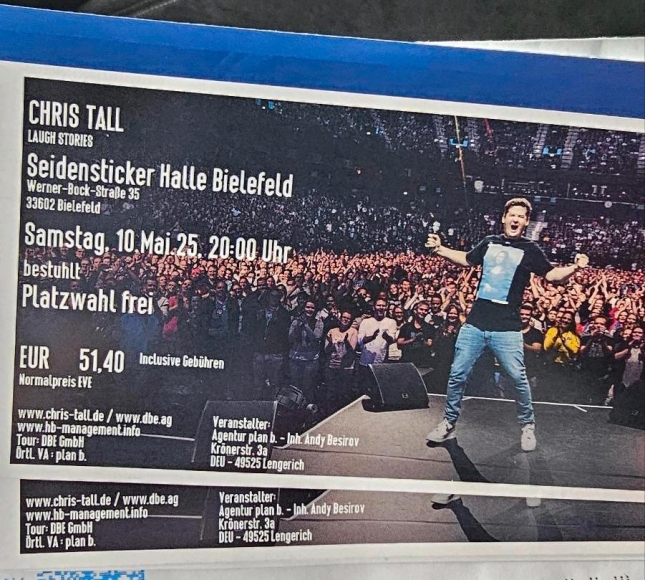 CHRIS TALL
LAUGH STORIES
Seidensticker Halle Bielefeld
Werner-Bock-Straße 35
33602 Bielefeld
Samstag, 10.Mai.25, 20:00 Uhr
bestuhlt
Platzwahl frei
EUR 51,40 Inclusive Gebühren
Normalpreis EVE
www.chris-tall.de / www.dbe.ag
www.hb-management.info
Tour: DBE GmbH
Örtl. VA : plan b.
Veranstalter:
Agentur plan b. - Inh. Andy Besirov
Krönerstr. 3a
DEU - 49525 Lengerich
www.chris-tall.de / www.dbe.ag
www.hb-management.info
Tour: DBE GmbH
Örtl. VA : plan b.
Veranstalter:
Agentur plan b. - Inh. Andy Besirov
Krönerstr. 3a
DEU - 49525 Lengerich